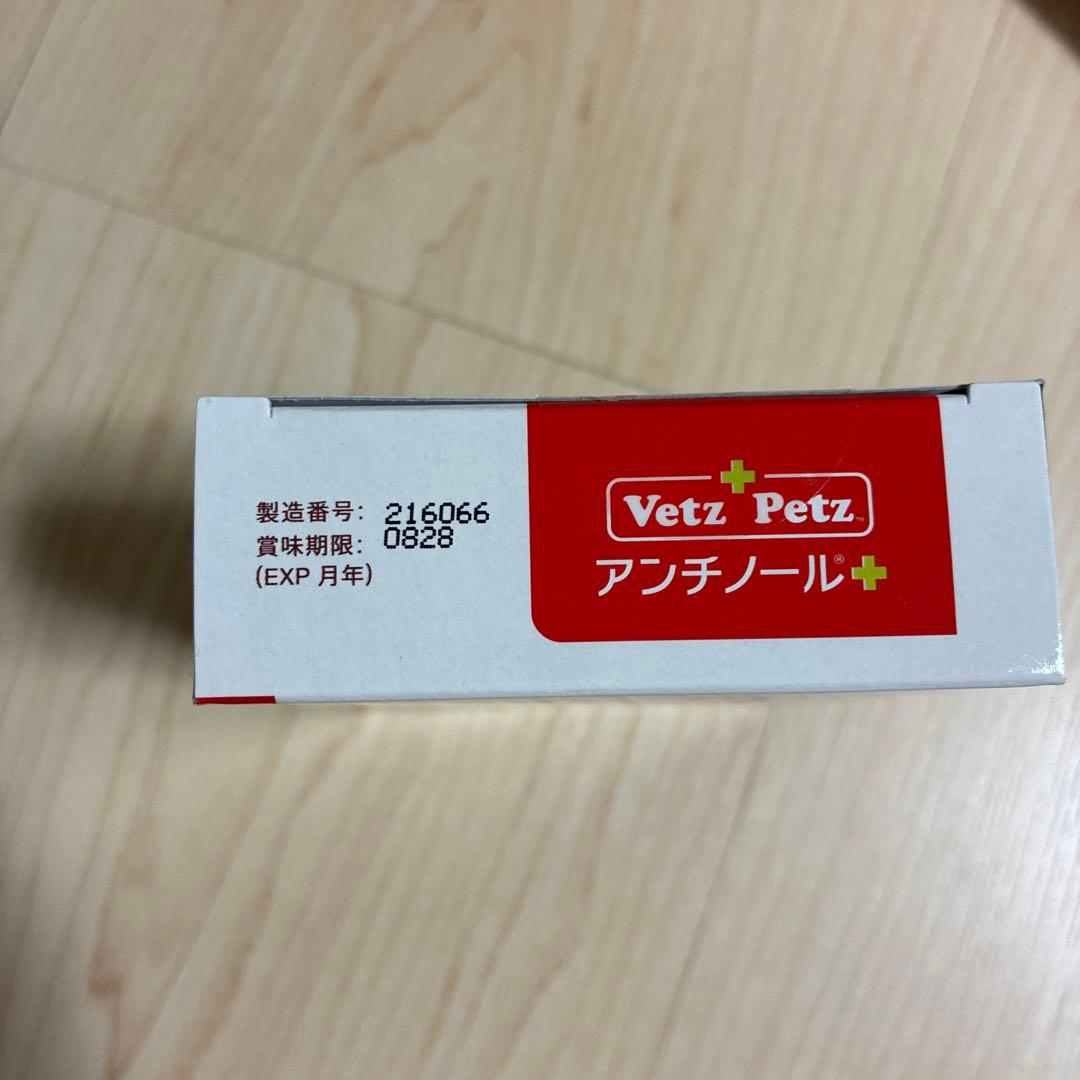 製造番号: 216066
賞味期限: 0828
(EXP 月年)
Vetz Petz™
アンチノール®